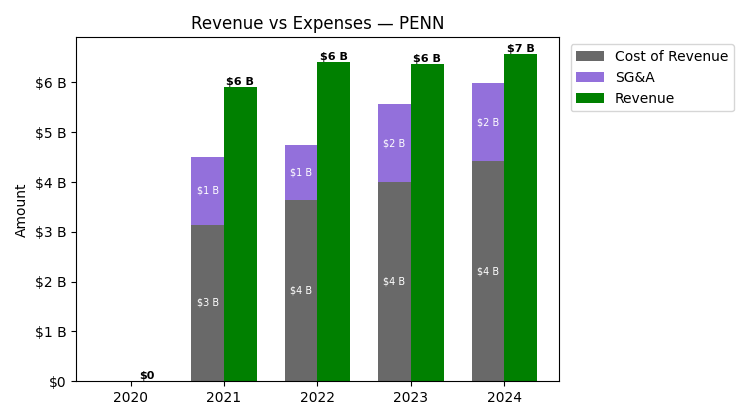 Revenue vs Expenses — PENN
Cost of Revenue
SG&A
Revenue
Amount
$6 B
$5 B
$4 B
$3 B
$2 B
$1 B
$0
$0
$6 B
$1 B
$3 B
$6 B
$1 B
$4 B
$6 B
$2 B
$4 B
$7 B
$2 B
$4 B
2020 2021 2022 2023 2024